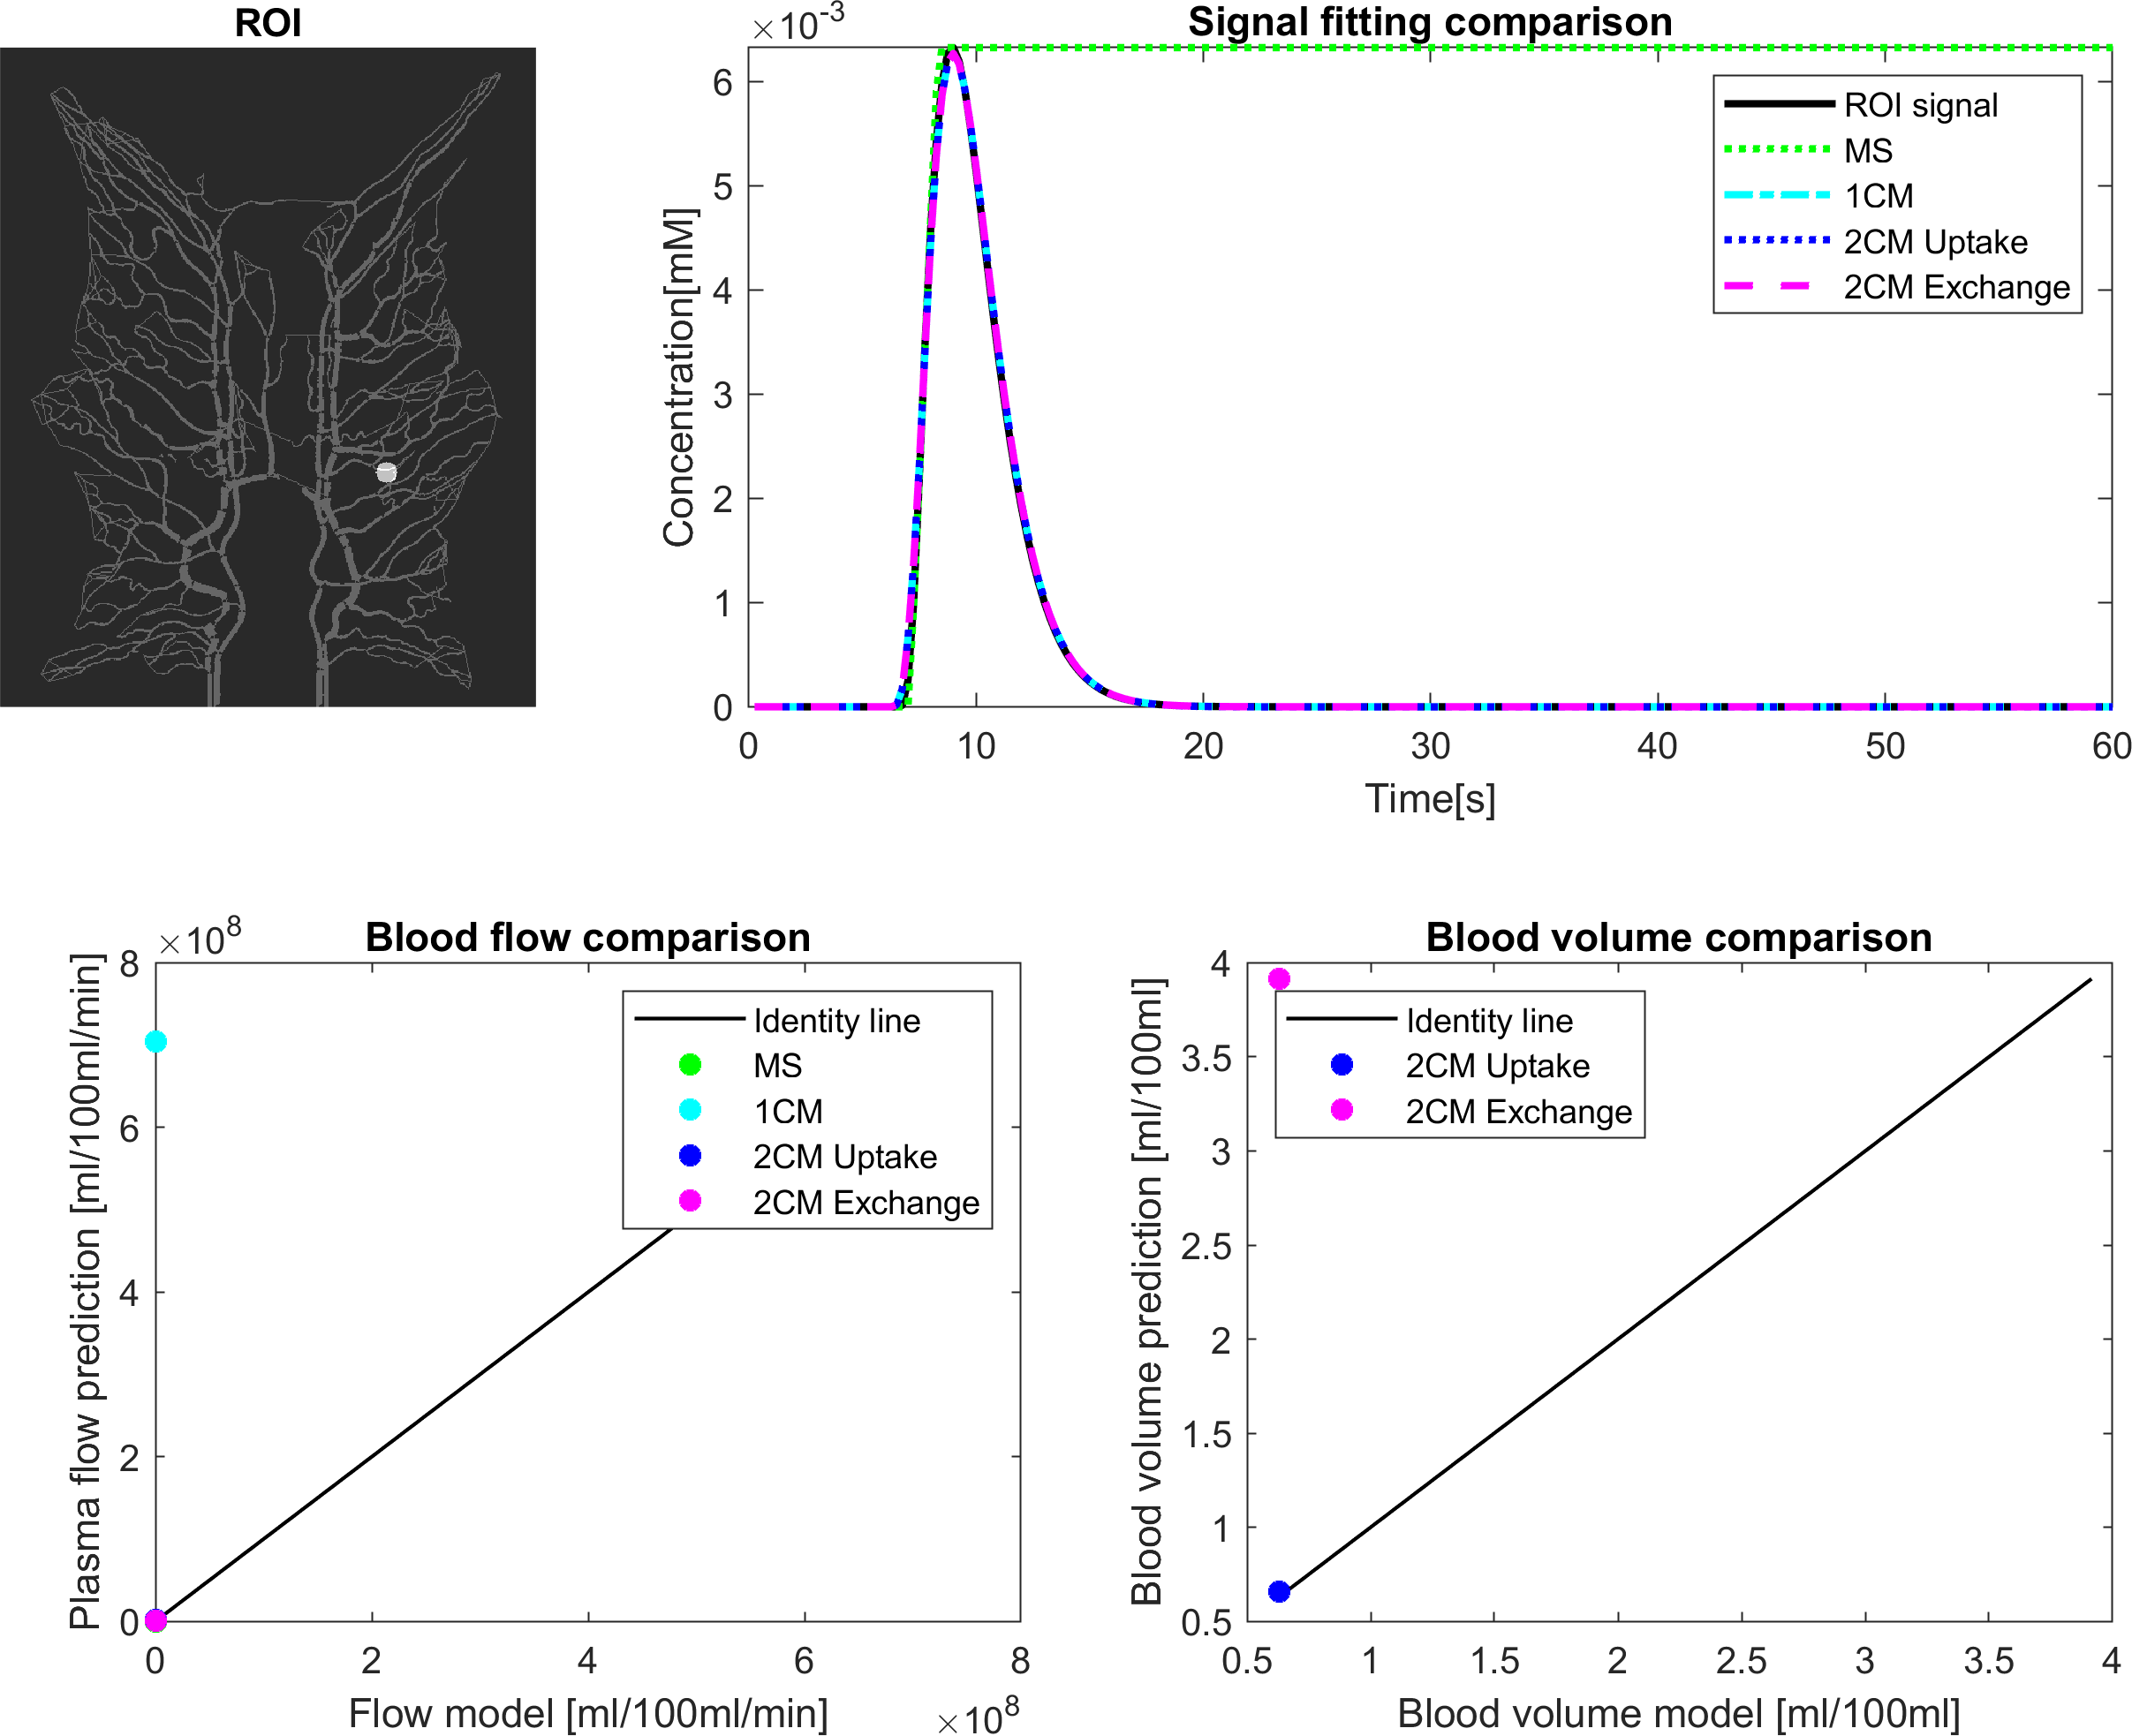 ROI
Signal fitting comparison
×10-3
6
5
4
3
2
1
0
Concentration[mM]
0 10 20 30 40 50 60
Time[s]
ROI signal
MS
1CM
2CM Uptake
2CM Exchange
Blood flow comparison
×108
8
6
4
2
0
Plasma flow prediction [ml/100ml/min]
0 2 4 6 8
Flow model [ml/100ml/min]
×108
Identity line
MS
1CM
2CM Uptake
2CM Exchange
Blood volume comparison
4
3.5
3
2.5
2
1.5
1
0.5
Blood volume prediction [ml/100ml]
0.5 1 1.5 2 2.5 3 3.5 4
Blood volume model [ml/100ml]
Identity line
2CM Uptake
2CM Exchange